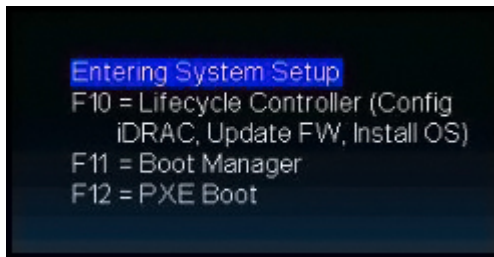 Entering System Setup
F10 = Lifecycle Controller (Config
iDRAC, Update FW, Install OS)
F11 = Boot Manager
F12 = PXE Boot